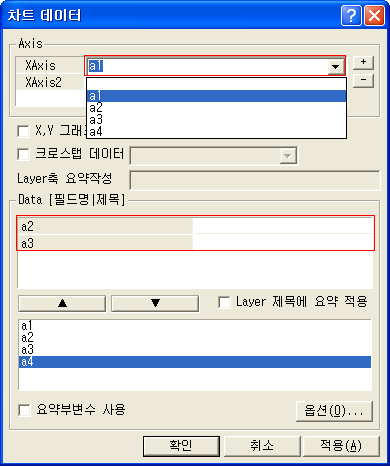 차트 데이터
Axis
XAxis a1
XAxis2
a1
a2
a3
a4
+
-
X,Y
크로스탭 데이터
Layer축 요약작성
Data [필드명|제목]
a2
a3
▲ ▼ Layer 제목에 요약 적용
a1
a2
a3
a4
요약부변수 사용 옵션(O)...
확인 취소 적용(A)